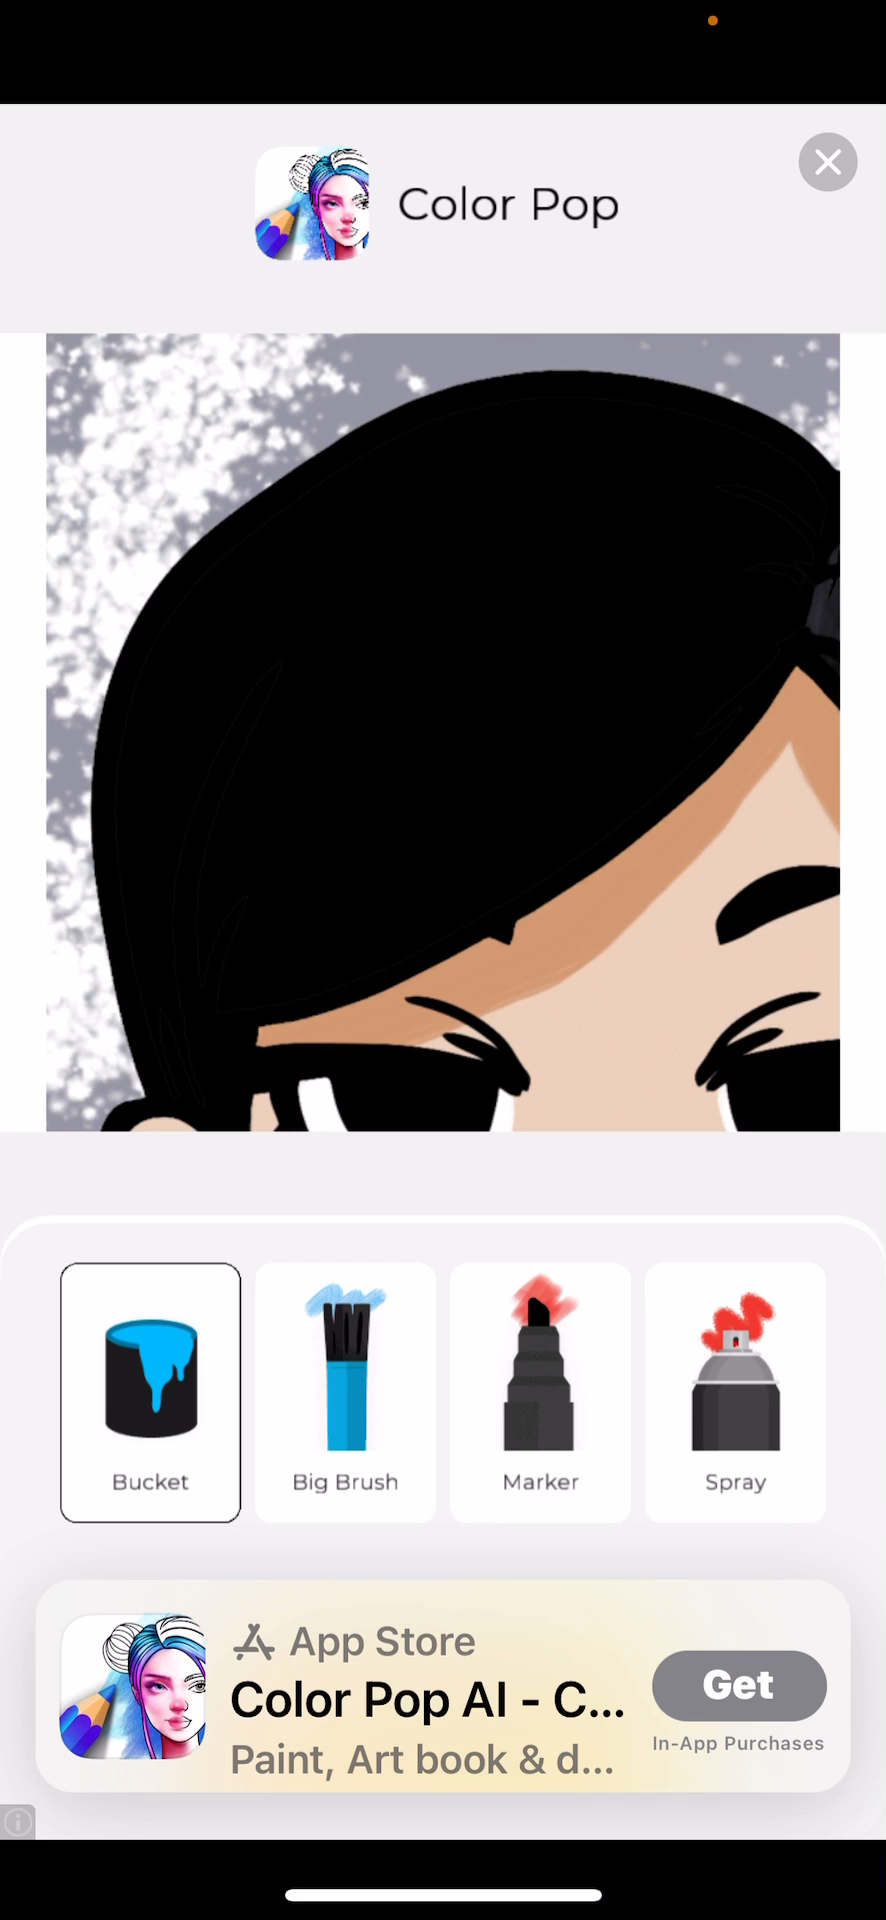 Color Pop
Bucket
Big Brush
Marker
Spray
App Store
Color Pop AI - C...
Get
Paint, Art book & d...
In-App Purchases